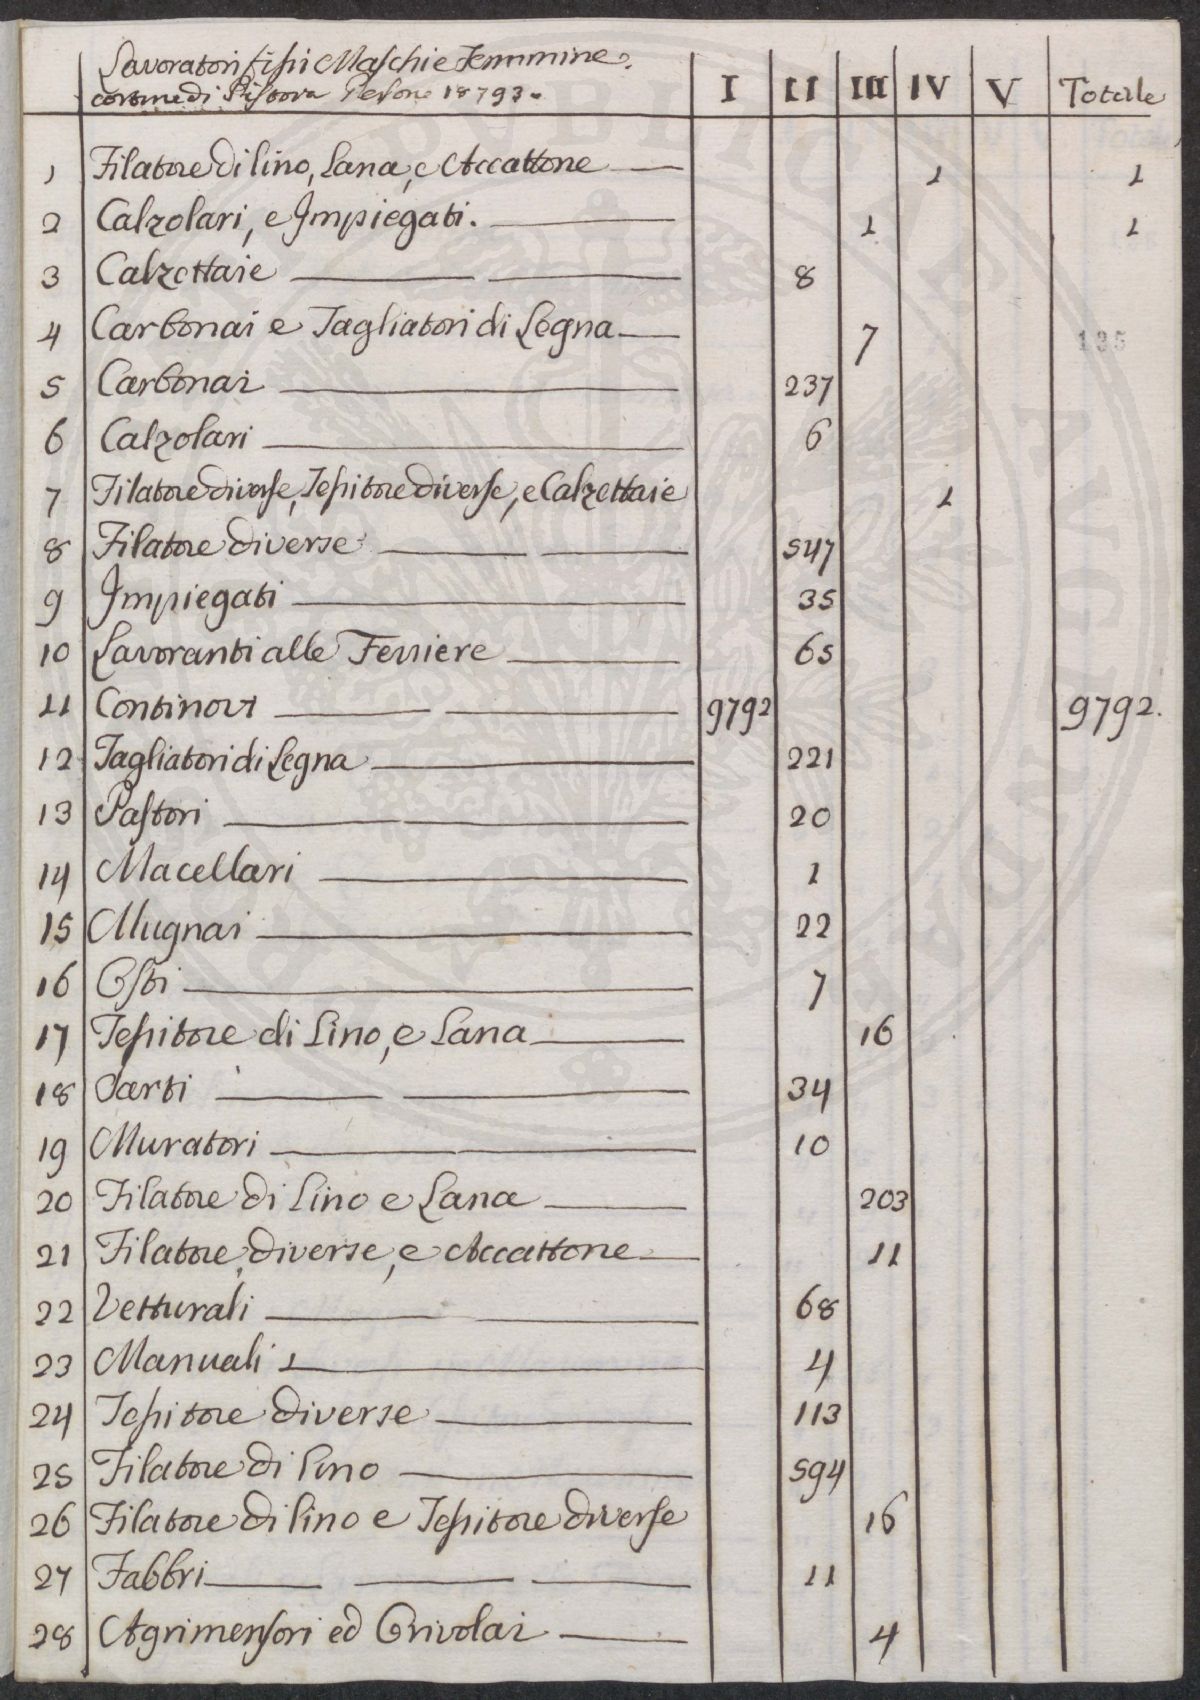 Lavoratori fissi Maschi e Femmine.
di Pistoia Persone 18793. I II III IV V Totale
1 Filatore di lino, Lana, e Accattone 1 1
2 Calzolari, e Impiegati. 1 1
3 Calzettaie 8
4 Carbonai e Tagliatori di Legna 7
135
5 Carbonai 237
6 Calzolari 6
7 Filatore diverse, Tessitore diverse, e Calzettaie 1
8 Filatore diverse 547
9 Impiegati 35
10 Lavoranti alle Ferriere 65
11 Continovi 9792 9792.
12 Tagliatori di Legna 221
13 Pastori 20
14 Macellari 1
15 Mugnai 22
16 Osti 7
17 Tessitore di Lino, e Lana 16
18 Sarti 34
19 Muratori 10
20 Filatore di Lino e Lana 203
21 Filatore diverse, e Accattone 11
22 Vetturali 68
23 Manuali 4
24 Tessitore diverse 113
25 Filatore di lino 594
26 Filatore di lino e Tessitore diverse 16
27 Fabbri 11
28 Agrimensori ed Crivolai 4